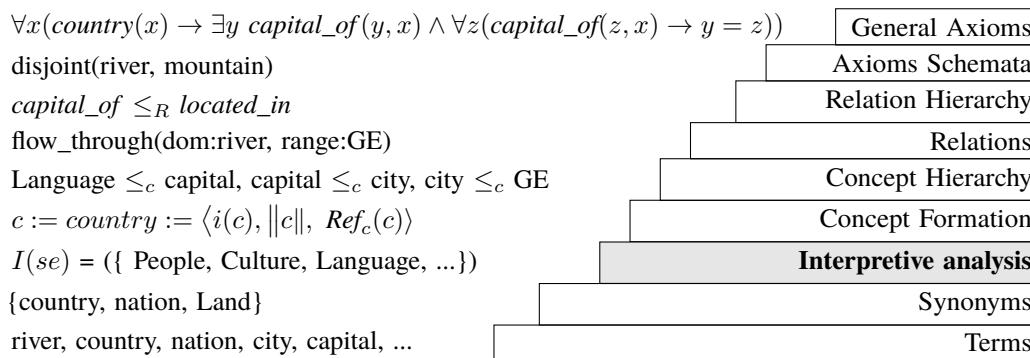 ∀x(country(x) → ∃y capital_of(y, x) ∧ ∀z(capital_of(z, x) → y = z)) General Axioms
disjoint(river, mountain) Axioms Schemata
capital_of ≤R located_in Relation Hierarchy
flow_through(dom:river, range:GE) Relations
Language ≤c capital, capital ≤c city, city ≤c GE Concept Hierarchy
c := country := ⟨i(c), ‖c‖, Ref_c(c)⟩ Concept Formation
I(se) = ({ People, Culture, Language, ...}) Interpretive analysis
{country, nation, Land} Synonyms
river, country, nation, city, capital, ... Terms